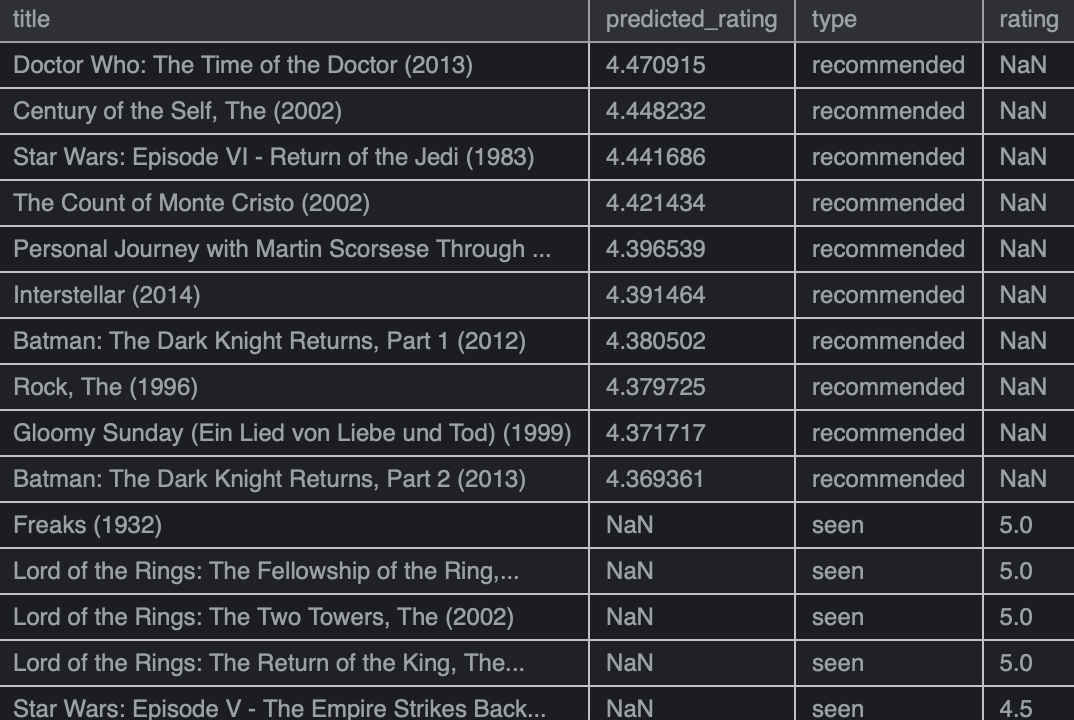 title predicted_rating type rating
Doctor Who: The Time of the Doctor (2013) 4.470915 recommended NaN
Century of the Self, The (2002) 4.448232 recommended NaN
Star Wars: Episode VI - Return of the Jedi (1983) 4.441686 recommended NaN
The Count of Monte Cristo (2002) 4.421434 recommended NaN
Personal Journey with Martin Scorsese Through ... 4.396539 recommended NaN
Interstellar (2014) 4.391464 recommended NaN
Batman: The Dark Knight Returns, Part 1 (2012) 4.380502 recommended NaN
Rock, The (1996) 4.379725 recommended NaN
Gloomy Sunday (Ein Lied von Liebe und Tod) (1999) 4.371717 recommended NaN
Batman: The Dark Knight Returns, Part 2 (2013) 4.369361 recommended NaN
Freaks (1932) NaN seen 5.0
Lord of the Rings: The Fellowship of the Ring,... NaN seen 5.0
Lord of the Rings: The Two Towers, The (2002) NaN seen 5.0
Lord of the Rings: The Return of the King, The... NaN seen 5.0
Star Wars: Episode V - The Empire Strikes Back... NaN seen 4.5